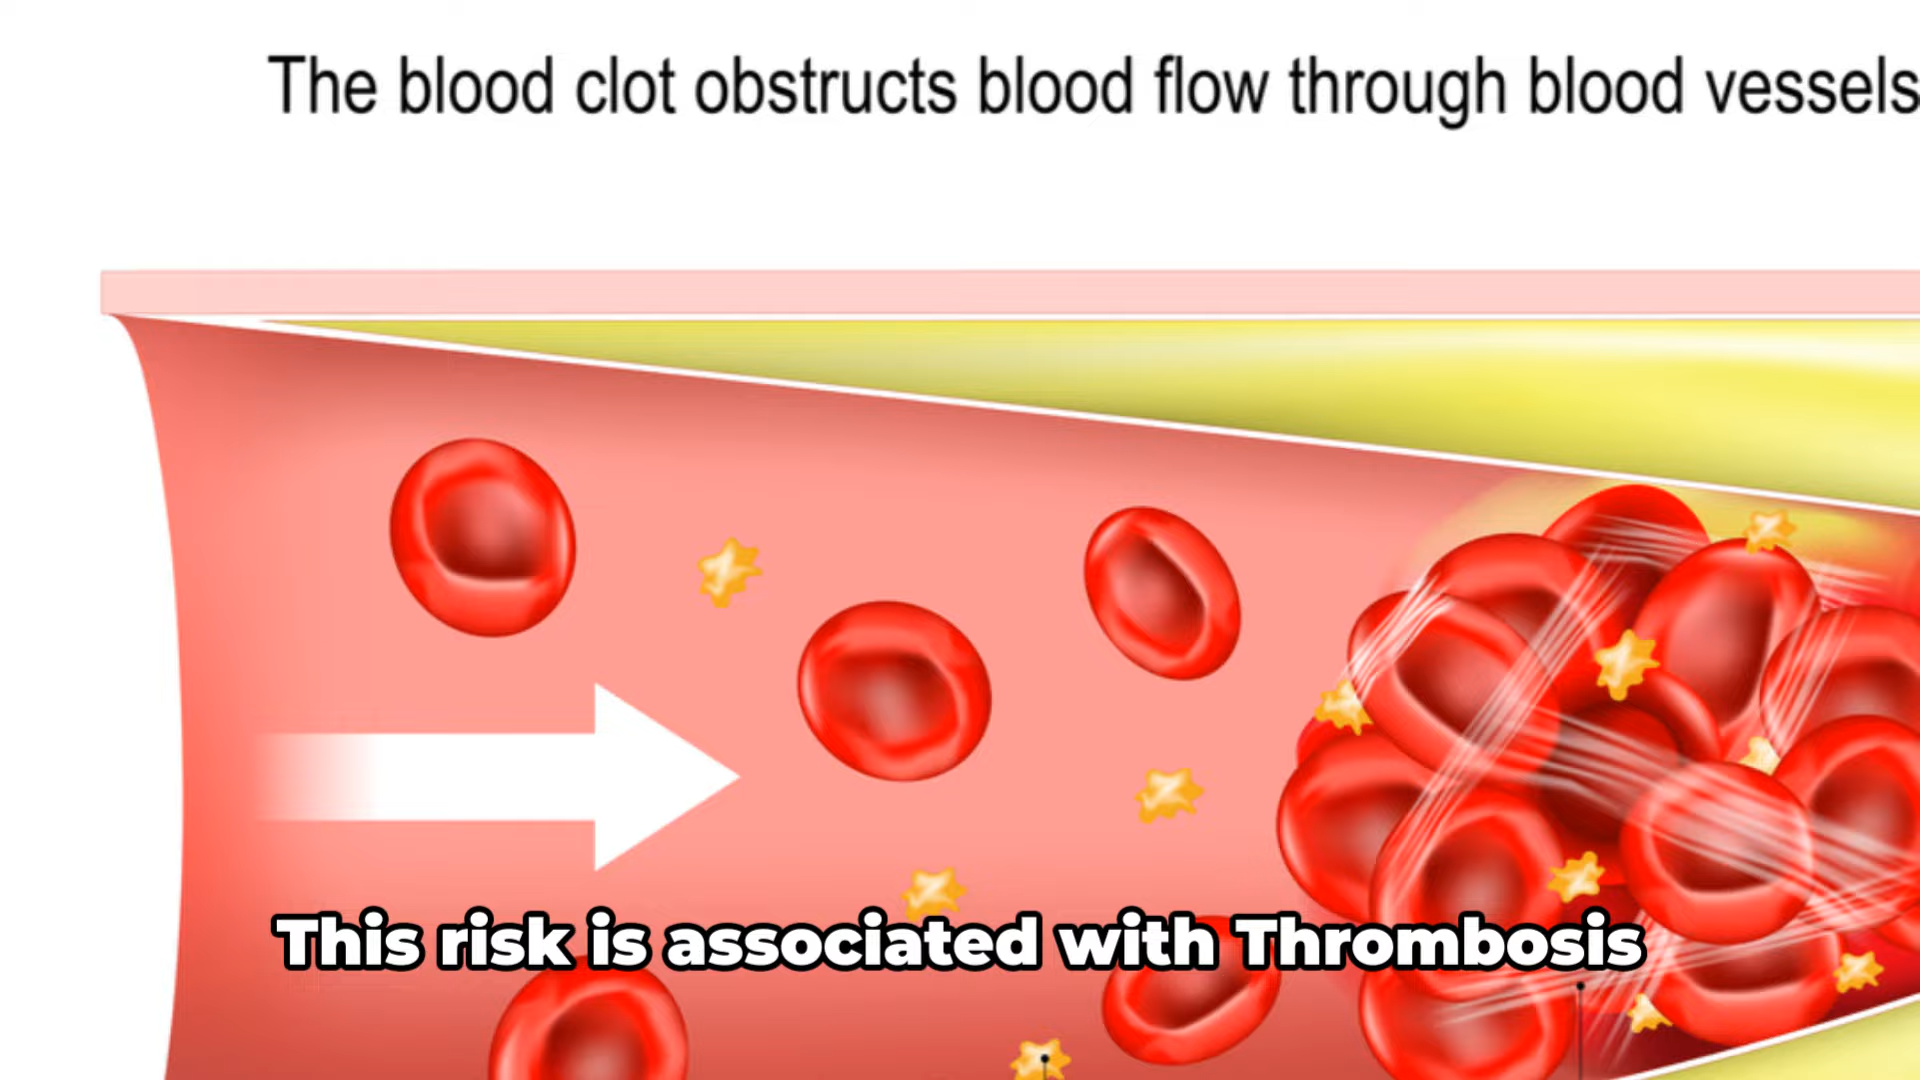 The blood clot obstructs blood flow through blood vessels
This risk is associated with Thrombosis